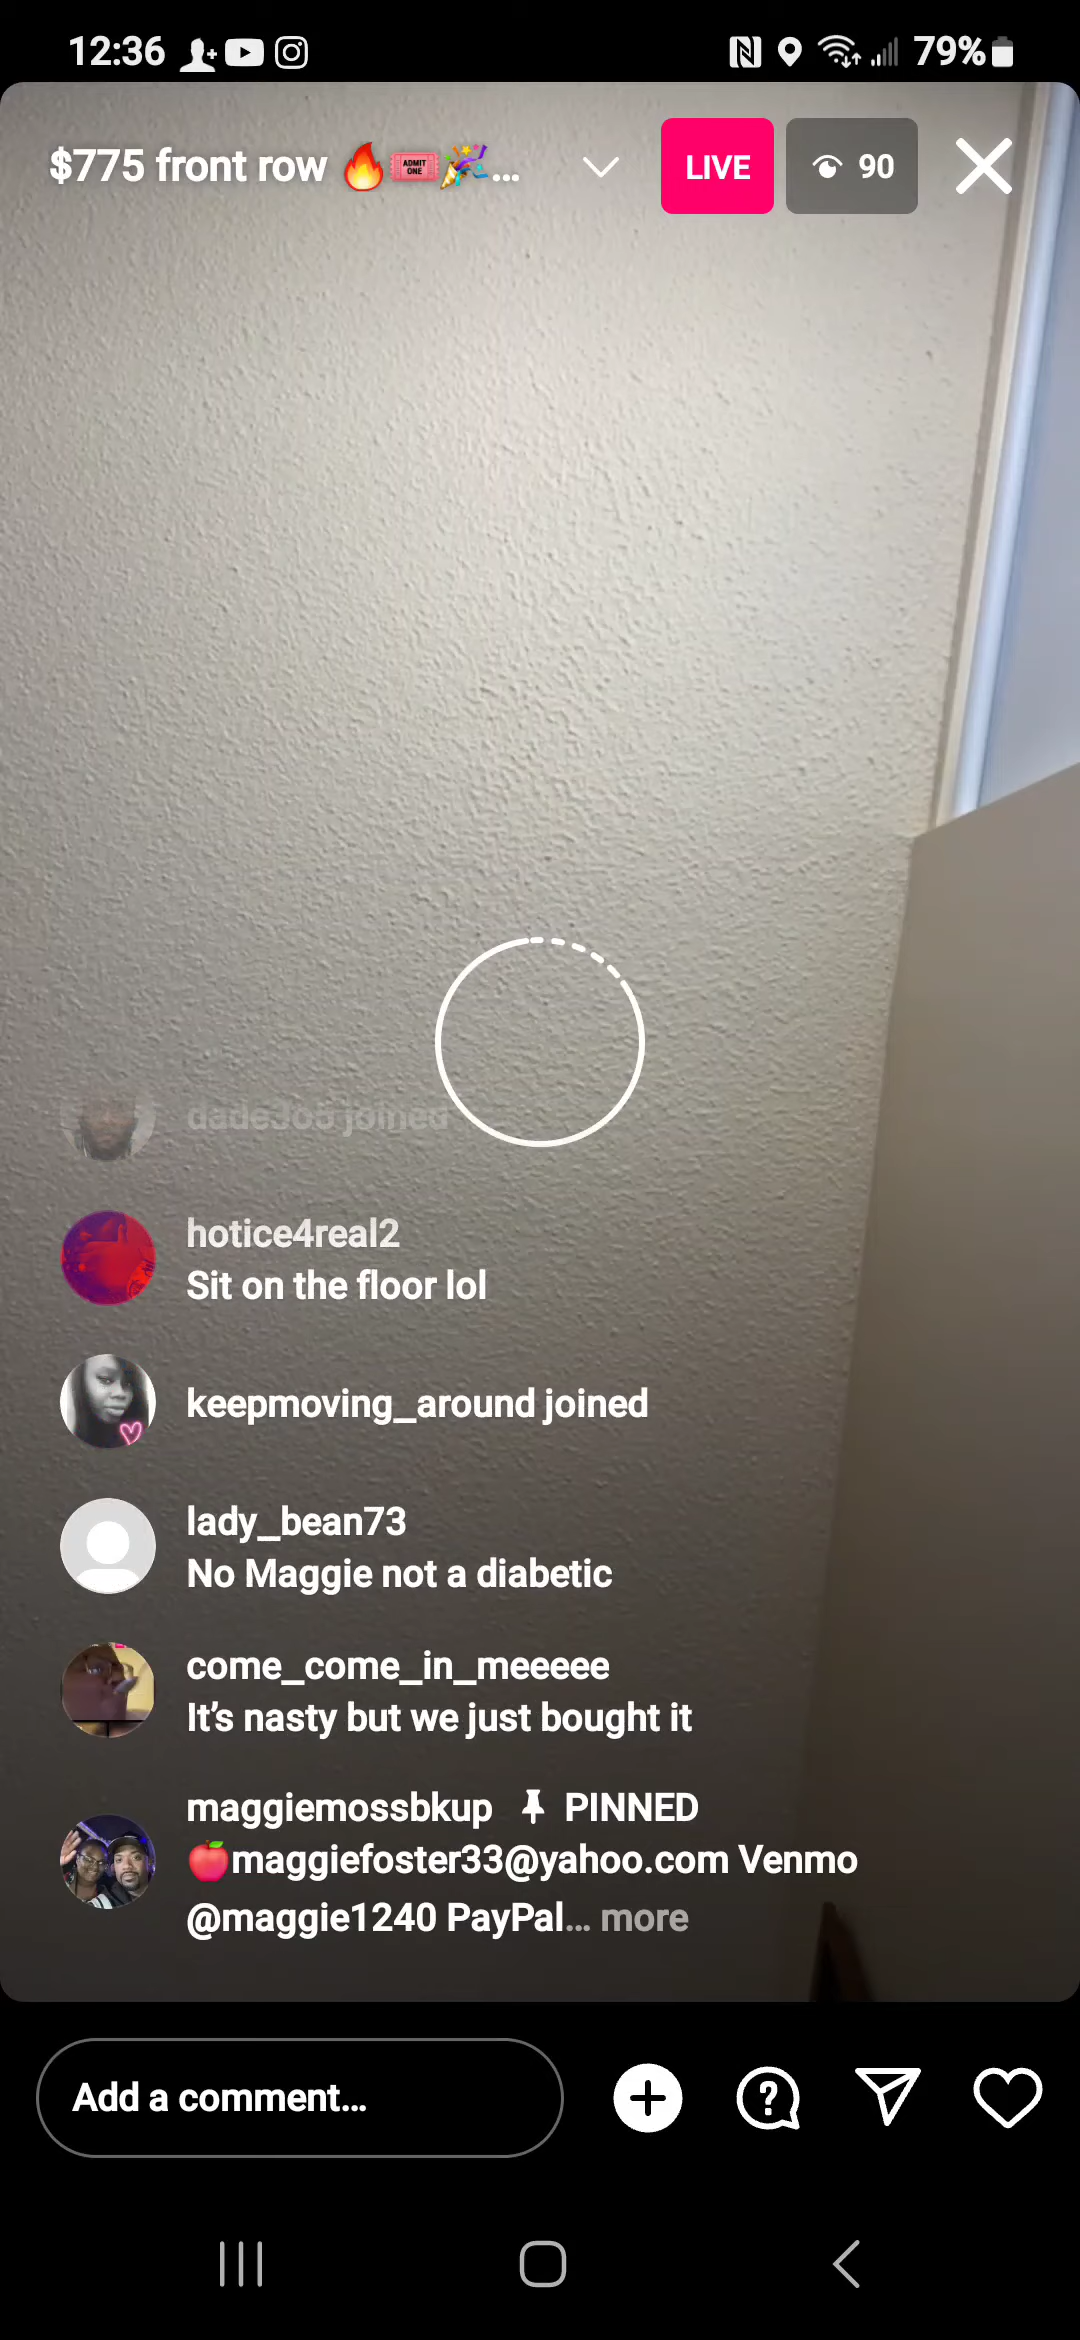 12:36
79%
$775 front row 🔥🎟️🎉...
LIVE
90
dade305 joined
hotice4real2
Sit on the floor lol
keepmoving_around joined
lady_bean73
No Maggie not a diabetic
come_come_in_meeeee
It's nasty but we just bought it
maggiemossbkup 📌 PINNED
🍎maggiefoster33@yahoo.com Venmo
@maggie1240 PayPal... more
Add a comment...